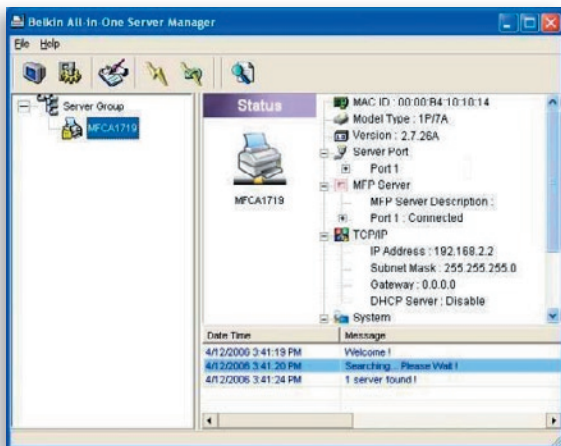 Belkin All-in-One Server Manager
File Help
Server Group
MFCA1719
Status
MFCA1719
MAC ID : 00:00:B4:10:10:14
Model Type : 1P/7A
Version : 2.7.26A
Server Port
Port 1
MFP Server
MFP Server Description :
Port 1 : Connected
TCP/IP
IP Address : 192.168.2.2
Subnet Mask : 255.255.255.0
Gateway : 0.0.0.0
DHCP Server : Disable
System
Date Time Message
4/12/2006 3:41:19 PM Welcome !
4/12/2006 3:41:20 PM Searching... Please Wait !
4/12/2006 3:41:24 PM 1 server found !